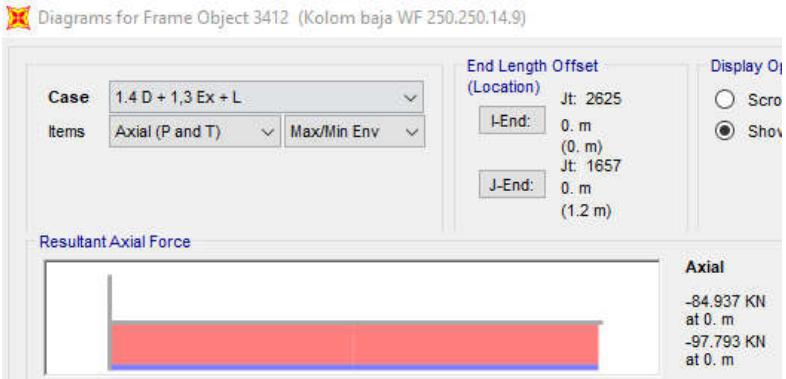 Diagrams for Frame Object 3412 (Kolom baja WF 250.250.14.9)
End Length Offset
(Location)
Display Op
Case 1.4 D + 1,3 Ex + L
Jt: 2625
I-End:
0. m
(0. m)
Scro
Items Axial (P and T) Max/Min Env
Show
Jt: 1657
J-End:
0. m
(1.2 m)
Resultant Axial Force
Axial
-84.937 KN
at 0. m
-97.793 KN
at 0. m